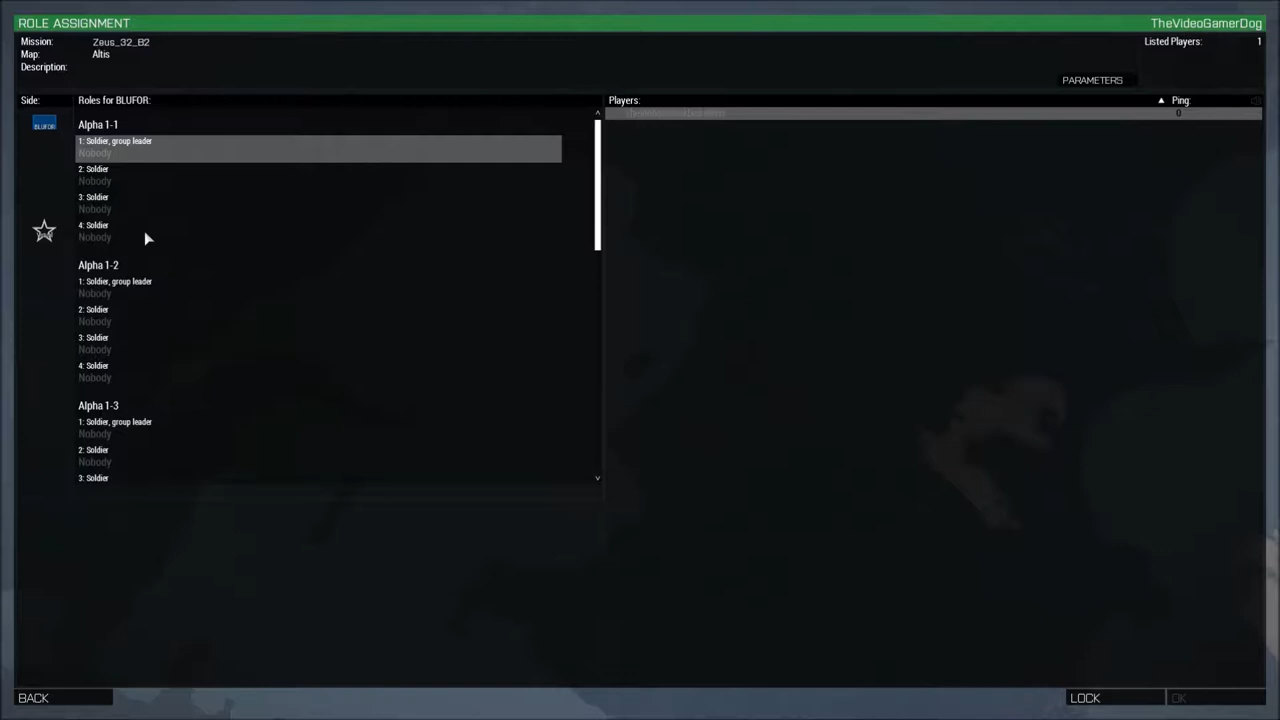 ROLE ASSIGNMENT
TheVideoGamerDog
Mission: Zeus_32_B2
Listed Players: 1
Map: Altis
Description:
PARAMETERS
Side:
Roles for BLUFOR:
Players:
Ping:
BLUFOR
0
Alpha 1-1
1: Soldier, group leader
Nobody
2: Soldier
Nobody
3: Soldier
Nobody
4: Soldier
Nobody
Alpha 1-2
1: Soldier, group leader
Nobody
2: Soldier
Nobody
3: Soldier
Nobody
4: Soldier
Nobody
Alpha 1-3
1: Soldier, group leader
Nobody
2: Soldier
Nobody
3: Soldier
BACK
LOCK
OK